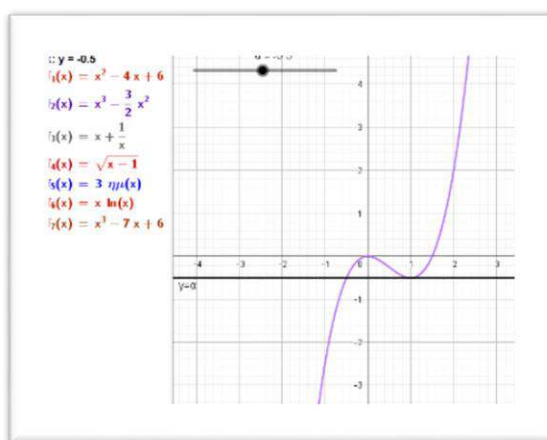 : y = -0.5
f₁(x) = x² − 4 x + 6
f₂(x) = x³ − 3/2 x²
f₃(x) = x + 1/x
f₄(x) = √(x − 1)
f₅(x) = 3 ημ(x)
f₆(x) = x ln(x)
f₇(x) = x³ − 7 x + 6
4
3
2
1
-4 -3 -2 -1 0 1 2 3
y=α
-1
-2
-3